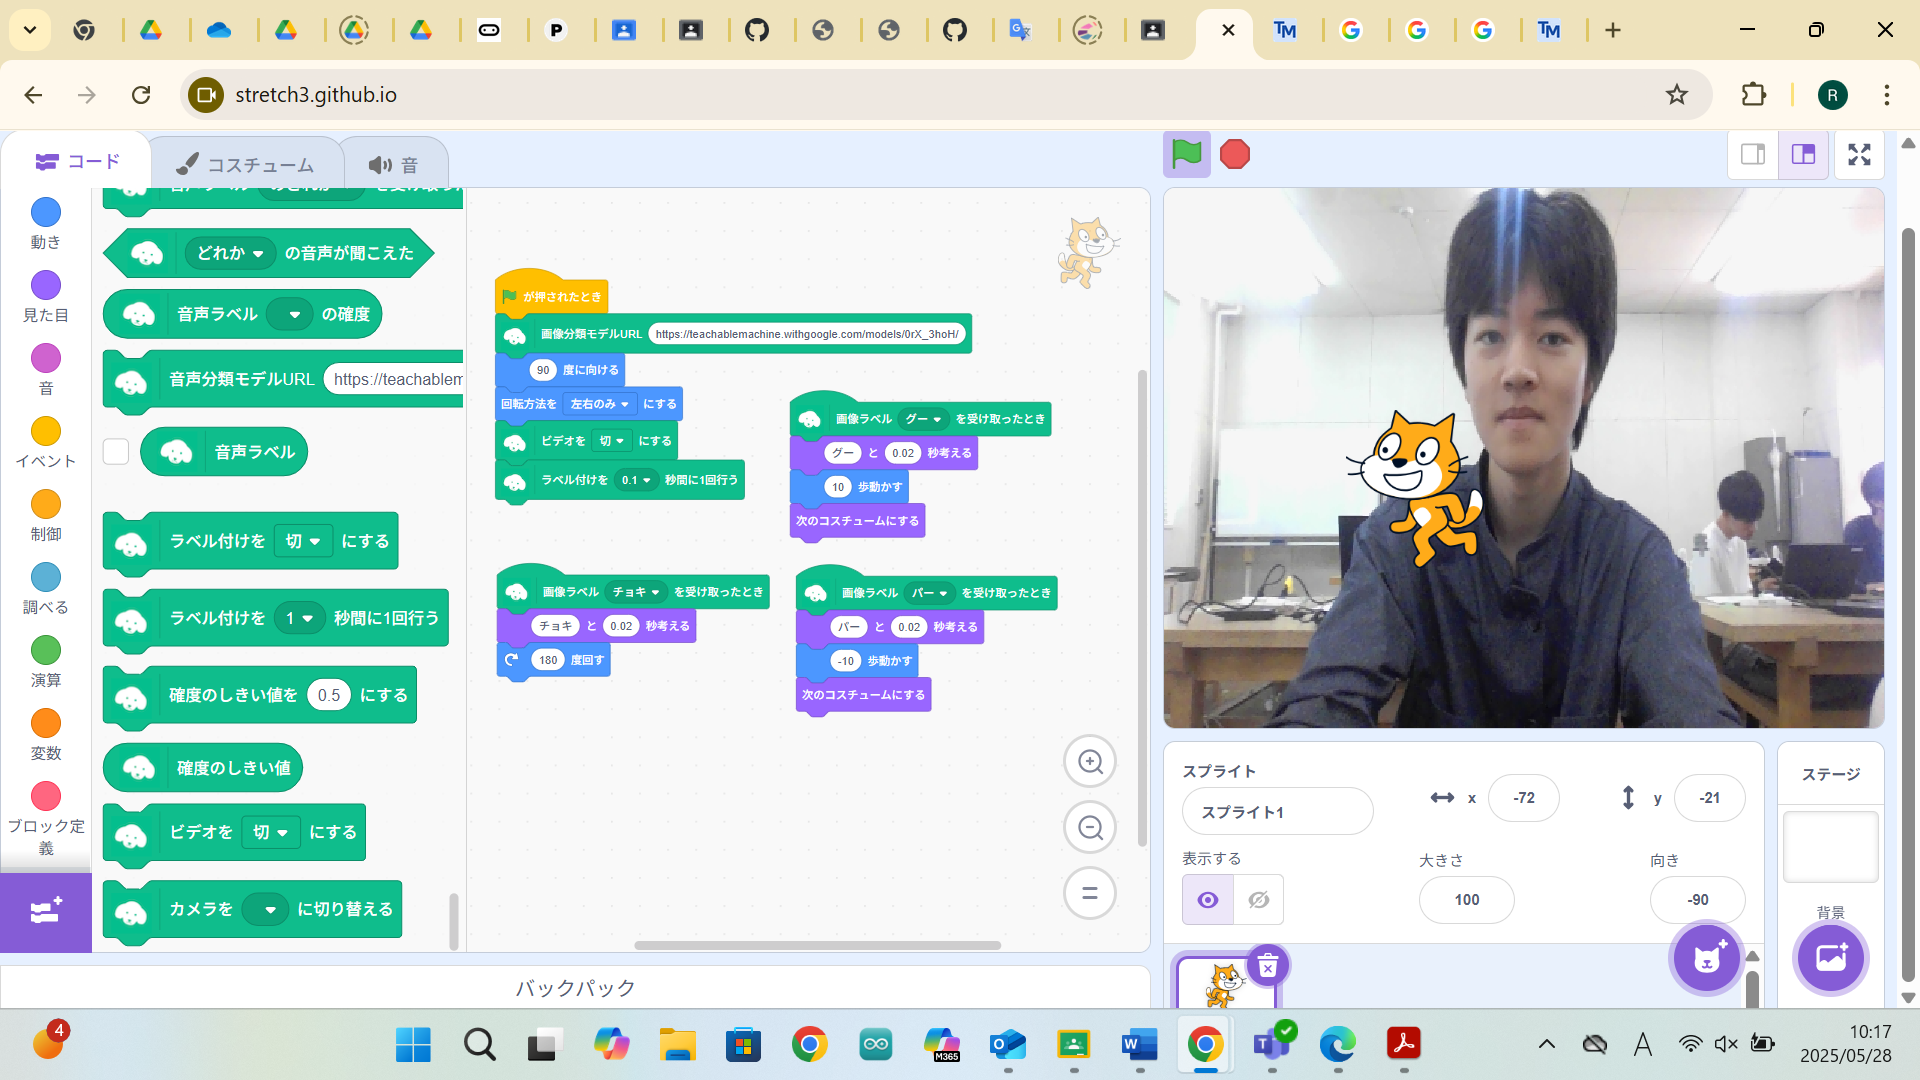 stretch3.github.io
R
コード
コスチューム
音
動き
見た目
音
イベント
制御
調べる
演算
変数
ブロック定
義
どれか の音声が聞こえた
音声ラベル の確度
音声分類モデルURL https://teachablem
音声ラベル
ラベル付けを 切 にする
ラベル付けを 1 秒間に1回行う
確度のしきい値を 0.5 にする
確度のしきい値
ビデオを 切 にする
カメラを に切り替える
が押されたとき
画像分類モデルURL https://teachablemachine.withgoogle.com/models/0rX_3hoH/
90 度に向ける
回転方法を 左右のみ にする
ビデオを 切 にする
ラベル付けを 0.1 秒間に1回行う
画像ラベル グー を受け取ったとき
グー と 0.02 秒考える
10 歩動かす
次のコスチュームにする
画像ラベル チョキ を受け取ったとき
チョキ と 0.02 秒考える
180 度回す
画像ラベル パー を受け取ったとき
パー と 0.02 秒考える
-10 歩動かす
次のコスチュームにする
バックパック
スプライト
スプライト1
x -72
y -21
表示する
大きさ
100
向き
-90
ステージ
背景
4
M365
A
10:17
2025/05/28